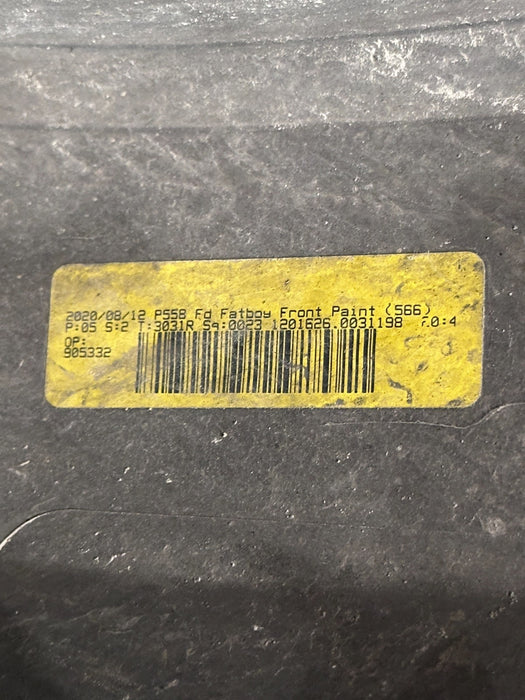 2020/08/12 P558 Fd Fatboy Front Paint (566)
P:05 S:2 T:3031R Sq:0023 1201626.0031198 r.0:4
OP:
905332